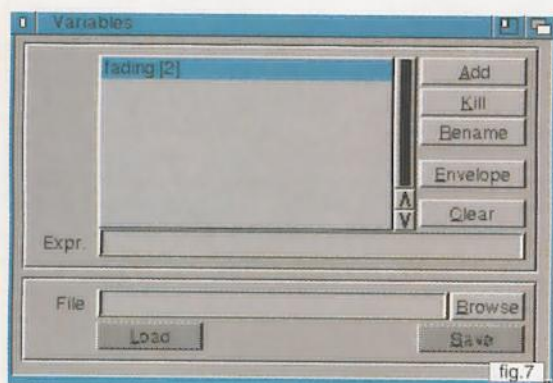 Variables
fading [2]
Add
Kill
Rename
Envelope
Clear
Expr.
File
Browse
Load
Save
fig.7